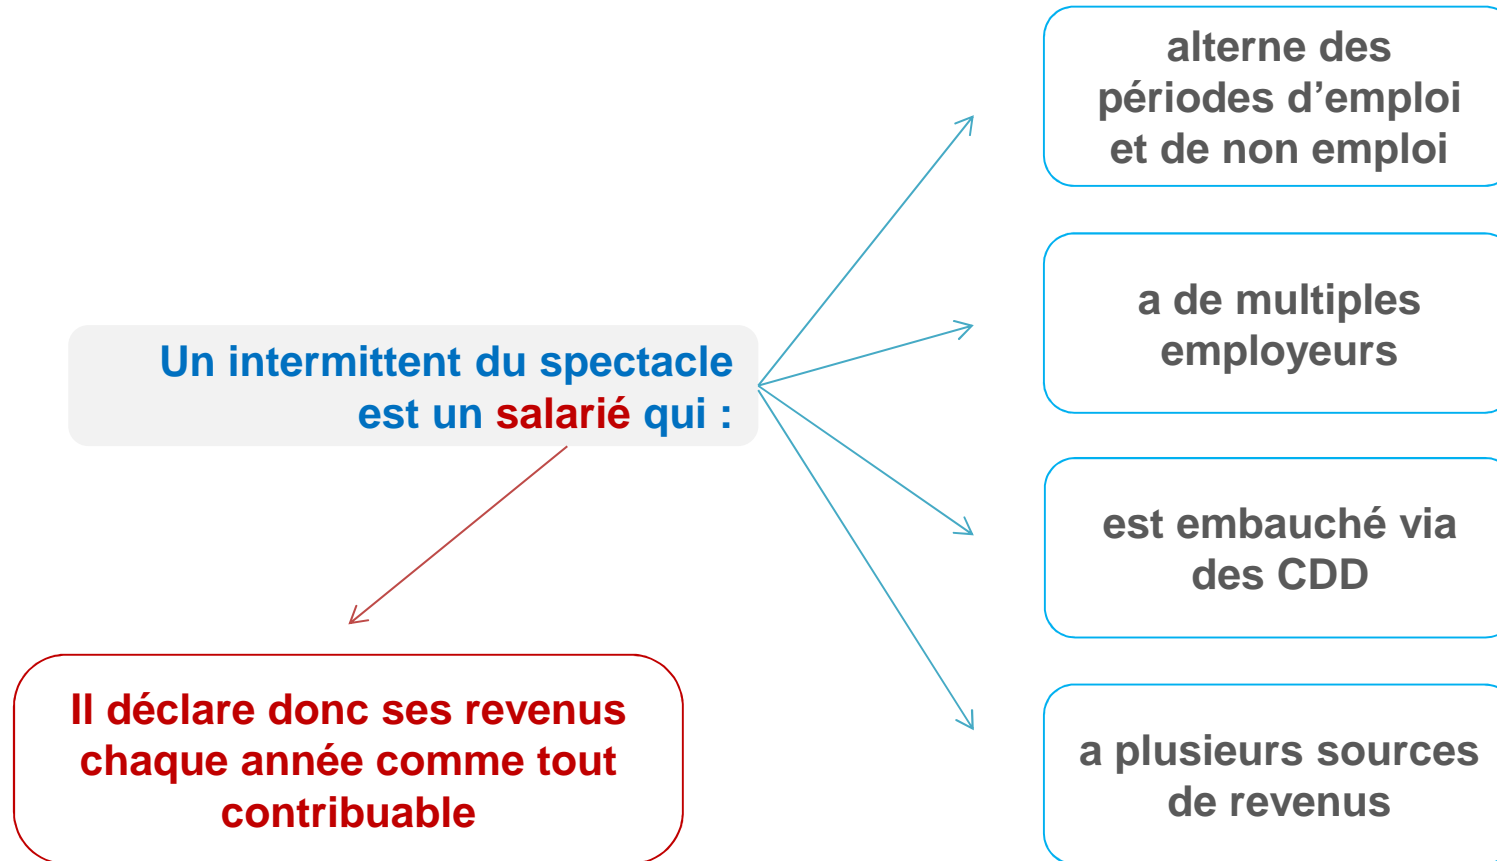 Un intermittent du spectacle
est un salarié qui :
alterne des
périodes d’emploi
et de non emploi
a de multiples
employeurs
est embauché via
des CDD
a plusieurs sources
de revenus
Il déclare donc ses revenus
chaque année comme tout
contribuable